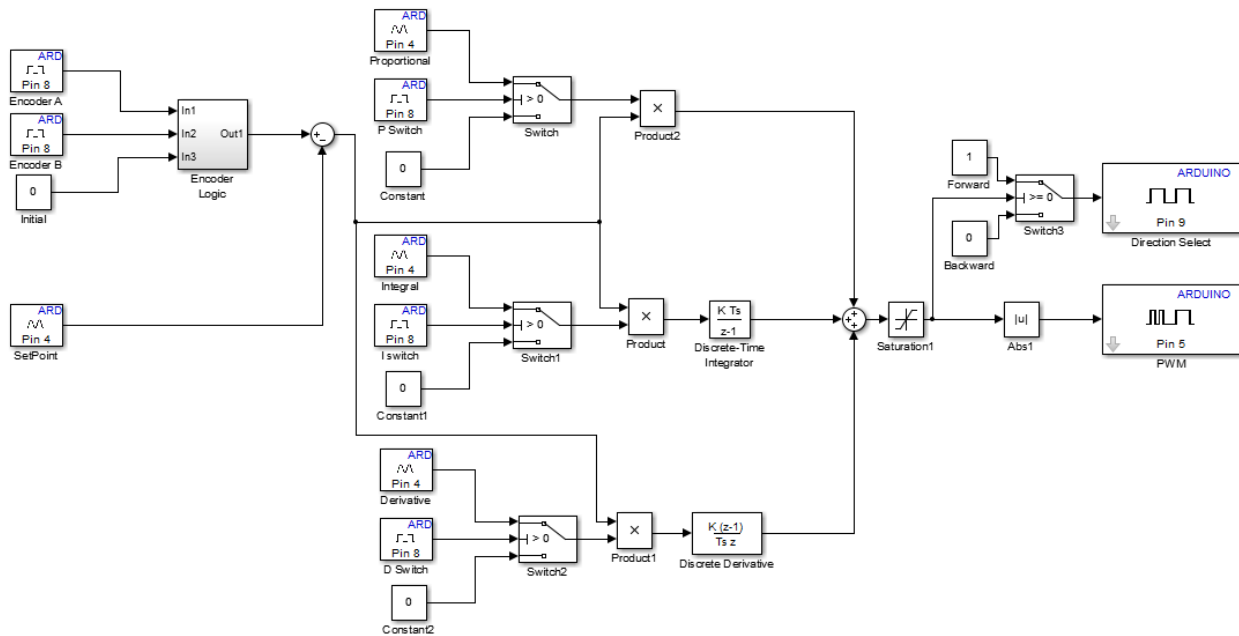 ARD
Pin 8
Encoder A
ARD
Pin 8
Encoder B
0
Initial
In1
In2
In3
Out1
Encoder
Logic
+
−
ARD
Pin 4
SetPoint
ARD
Pin 4
Proportional
ARD
Pin 8
P Switch
0
Constant
> 0
Switch
×
Product2
ARD
Pin 4
Integral
ARD
Pin 8
I switch
0
Constant1
> 0
Switch1
×
Product
K Ts
z-1
Discrete-Time
Integrator
ARD
Pin 4
Derivative
ARD
Pin 8
D Switch
0
Constant2
> 0
Switch2
×
Product1
K (z-1)
Ts z
Discrete Derivative
+
+
+
Saturation1
1
Forward
0
Backward
>= 0
Switch3
ARDUINO
Pin 9
Direction Select
|u|
Abs1
ARDUINO
Pin 5
PWM